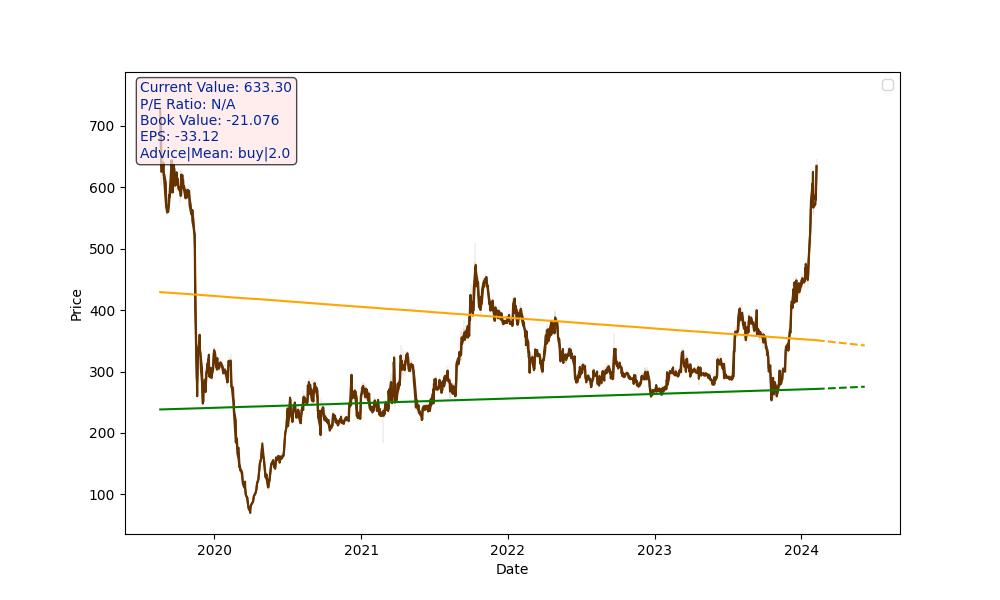 Current Value: 633.30
P/E Ratio: N/A
Book Value: -21.076
EPS: -33.12
Advice|Mean: buy|2.0
700
600
500
400
300
200
100
Price
2020 2021 2022 2023 2024
Date